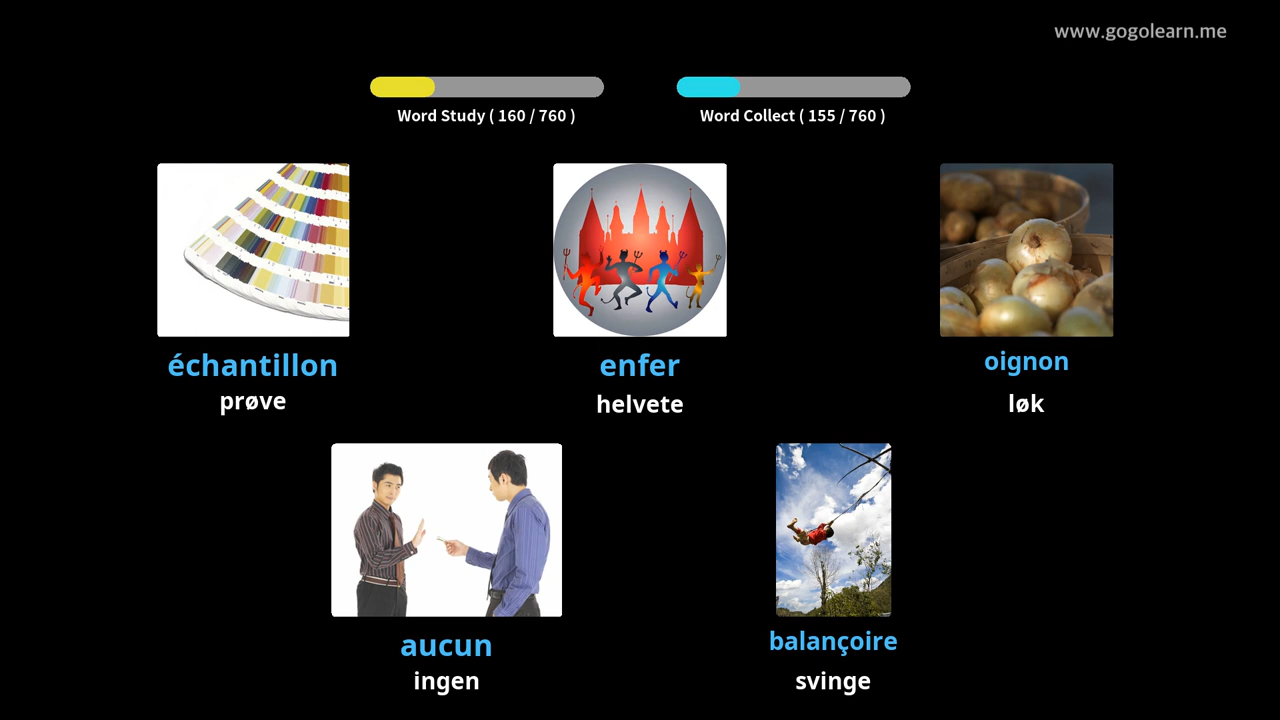 www.gogolearn.me
Word Study ( 160 / 760 )
Word Collect ( 155 / 760 )
échantillon
prøve
enfer
helvete
oignon
løk
aucun
ingen
balançoire
svinge